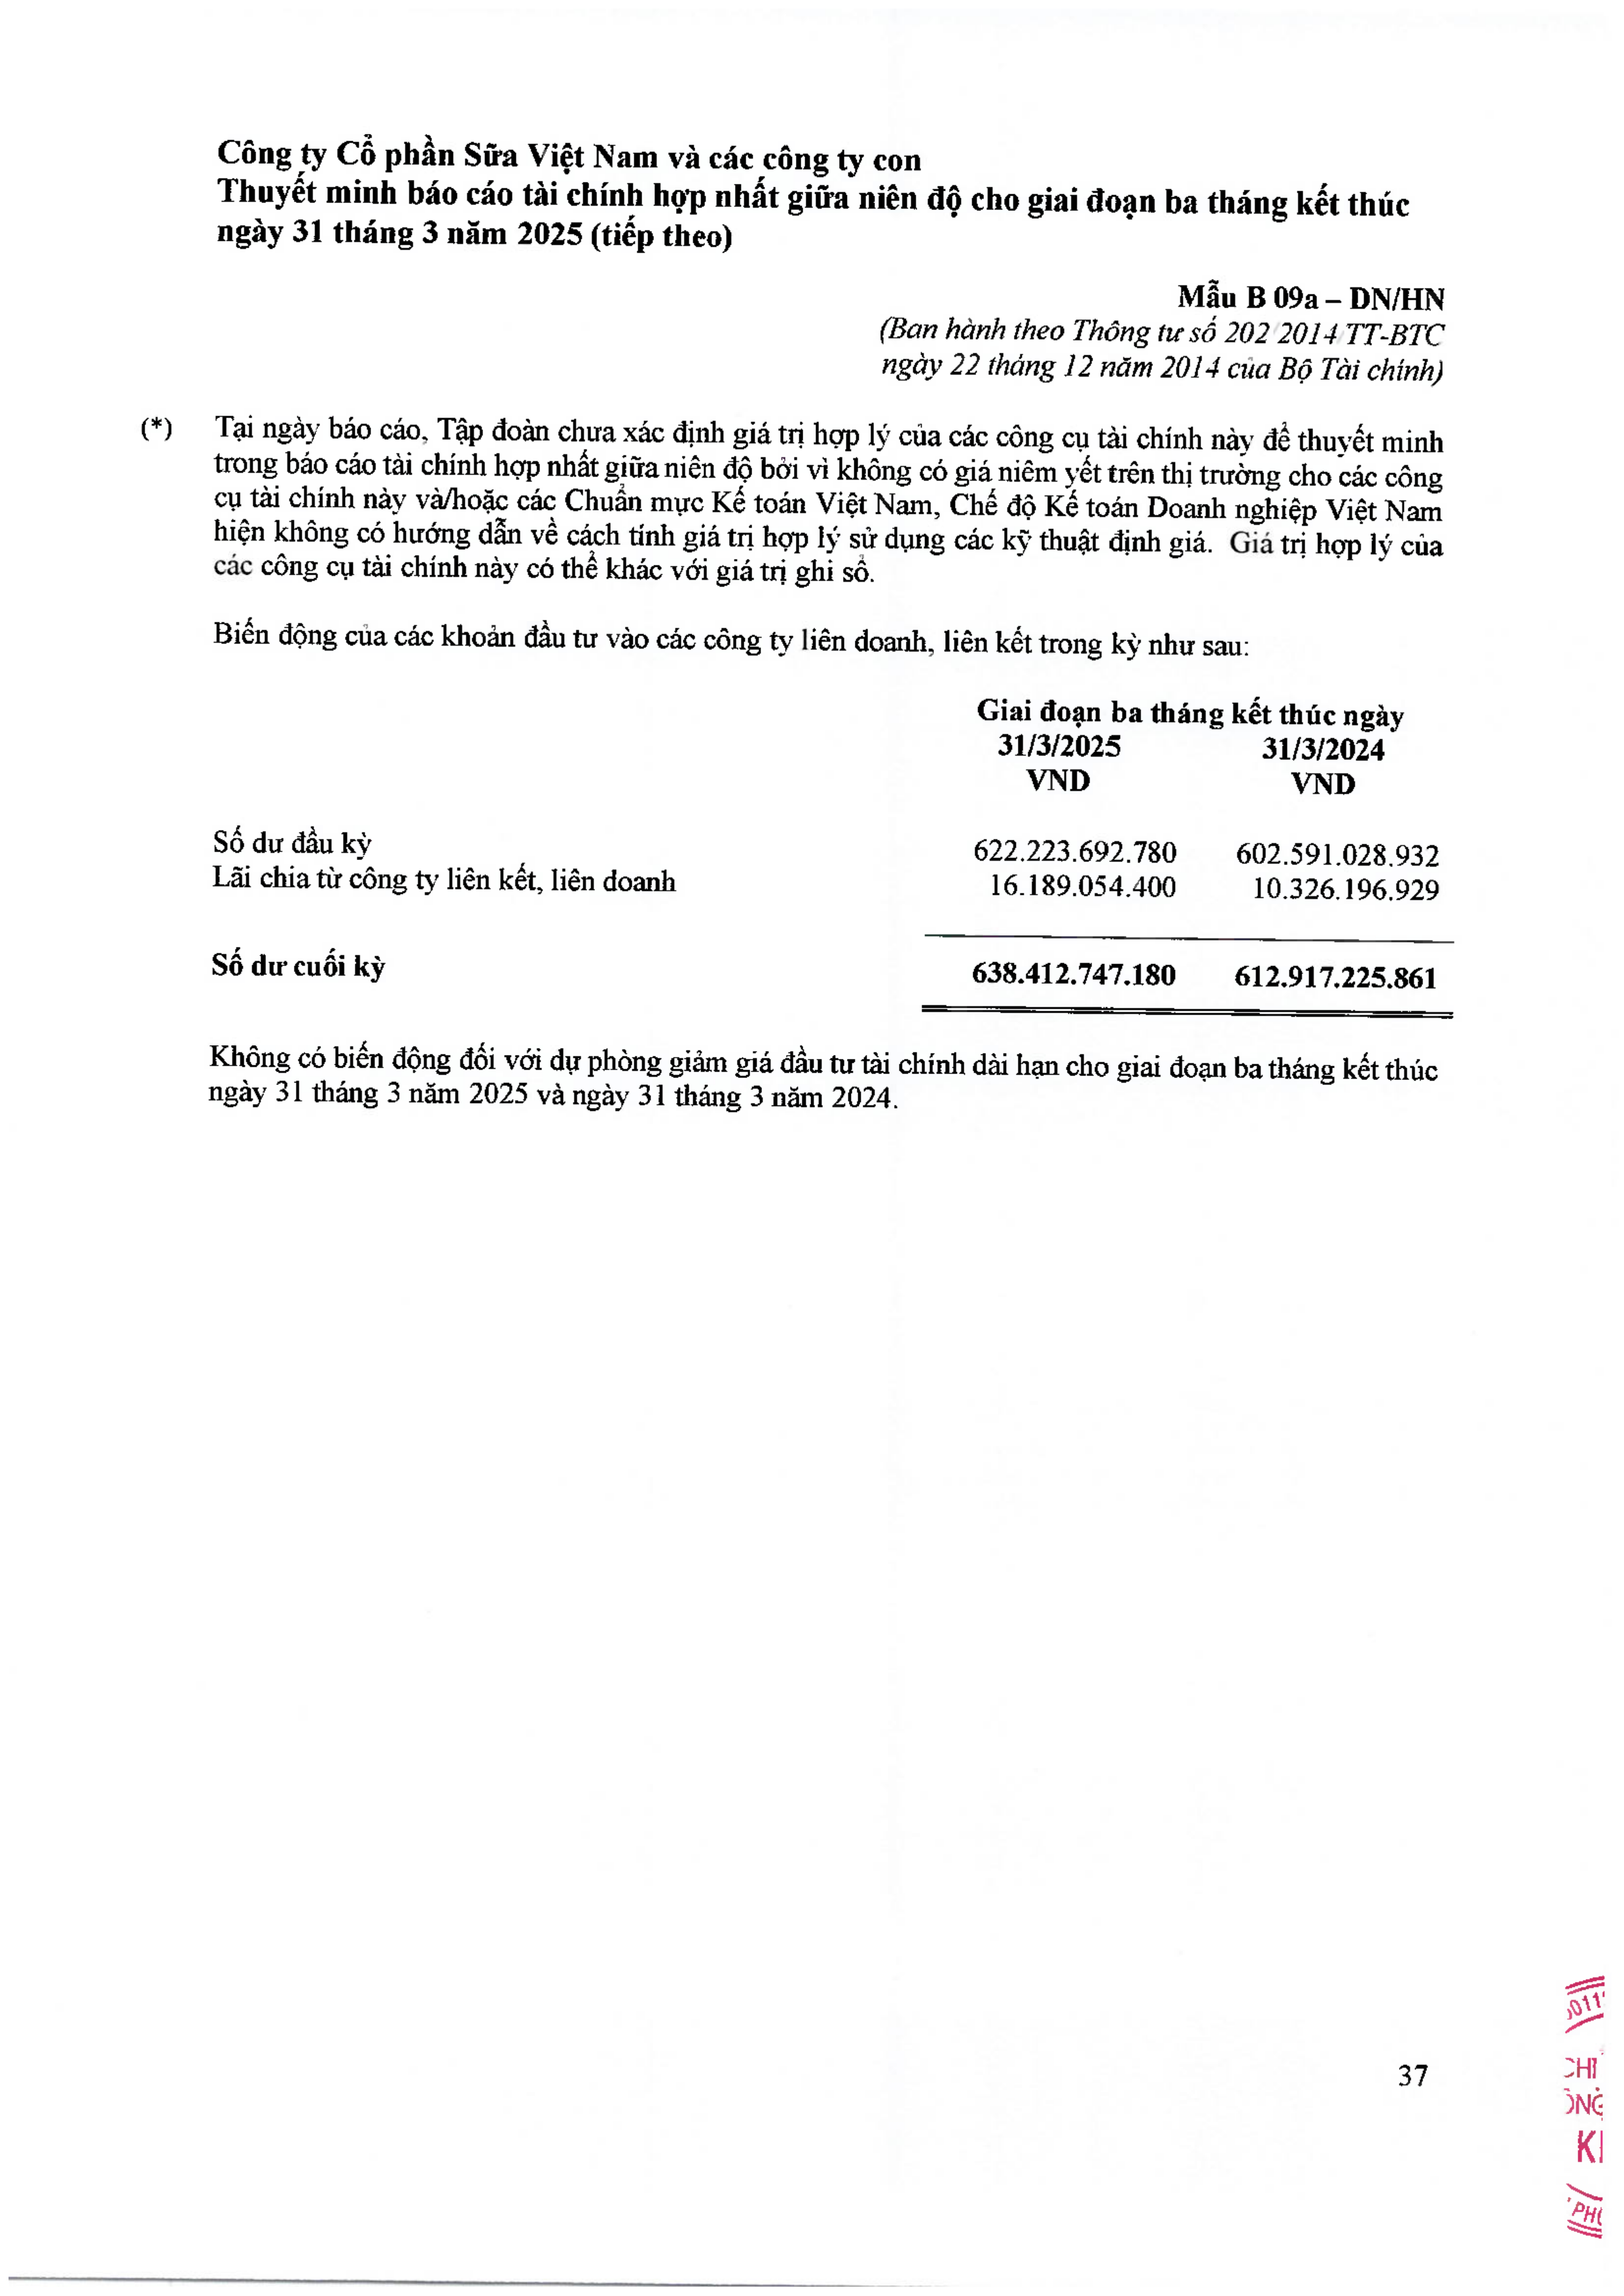 Công ty Cổ phần Sữa Việt Nam và các công ty con
Thuyết minh báo cáo tài chính hợp nhất giữa niên độ cho giai đoạn ba tháng kết thúc
ngày 31 tháng 3 năm 2025 (tiếp theo)
Mẫu B 09a – DN/HN
(Ban hành theo Thông tư số 202/2014/TT-BTC
ngày 22 tháng 12 năm 2014 của Bộ Tài chính)
(*) Tại ngày báo cáo, Tập đoàn chưa xác định giá trị hợp lý của các công cụ tài chính này để thuyết minh
trong báo cáo tài chính hợp nhất giữa niên độ bởi vì không có giá niêm yết trên thị trường cho các công
cụ tài chính này và/hoặc các Chuẩn mực Kế toán Việt Nam, Chế độ Kế toán Doanh nghiệp Việt Nam
hiện không có hướng dẫn về cách tính giá trị hợp lý sử dụng các kỹ thuật định giá. Giá trị hợp lý của
các công cụ tài chính này có thể khác với giá trị ghi sổ.
Biến động của các khoản đầu tư vào các công ty liên doanh, liên kết trong kỳ như sau:
Giai đoạn ba tháng kết thúc ngày
31/3/2025 31/3/2024
VND VND
Số dư đầu kỳ 622.223.692.780 602.591.028.932
Lãi chia từ công ty liên kết, liên doanh 16.189.054.400 10.326.196.929
Số dư cuối kỳ 638.412.747.180 612.917.225.861
Không có biến động đối với dự phòng giảm giá đầu tư tài chính dài hạn cho giai đoạn ba tháng kết thúc
ngày 31 tháng 3 năm 2025 và ngày 31 tháng 3 năm 2024.
37